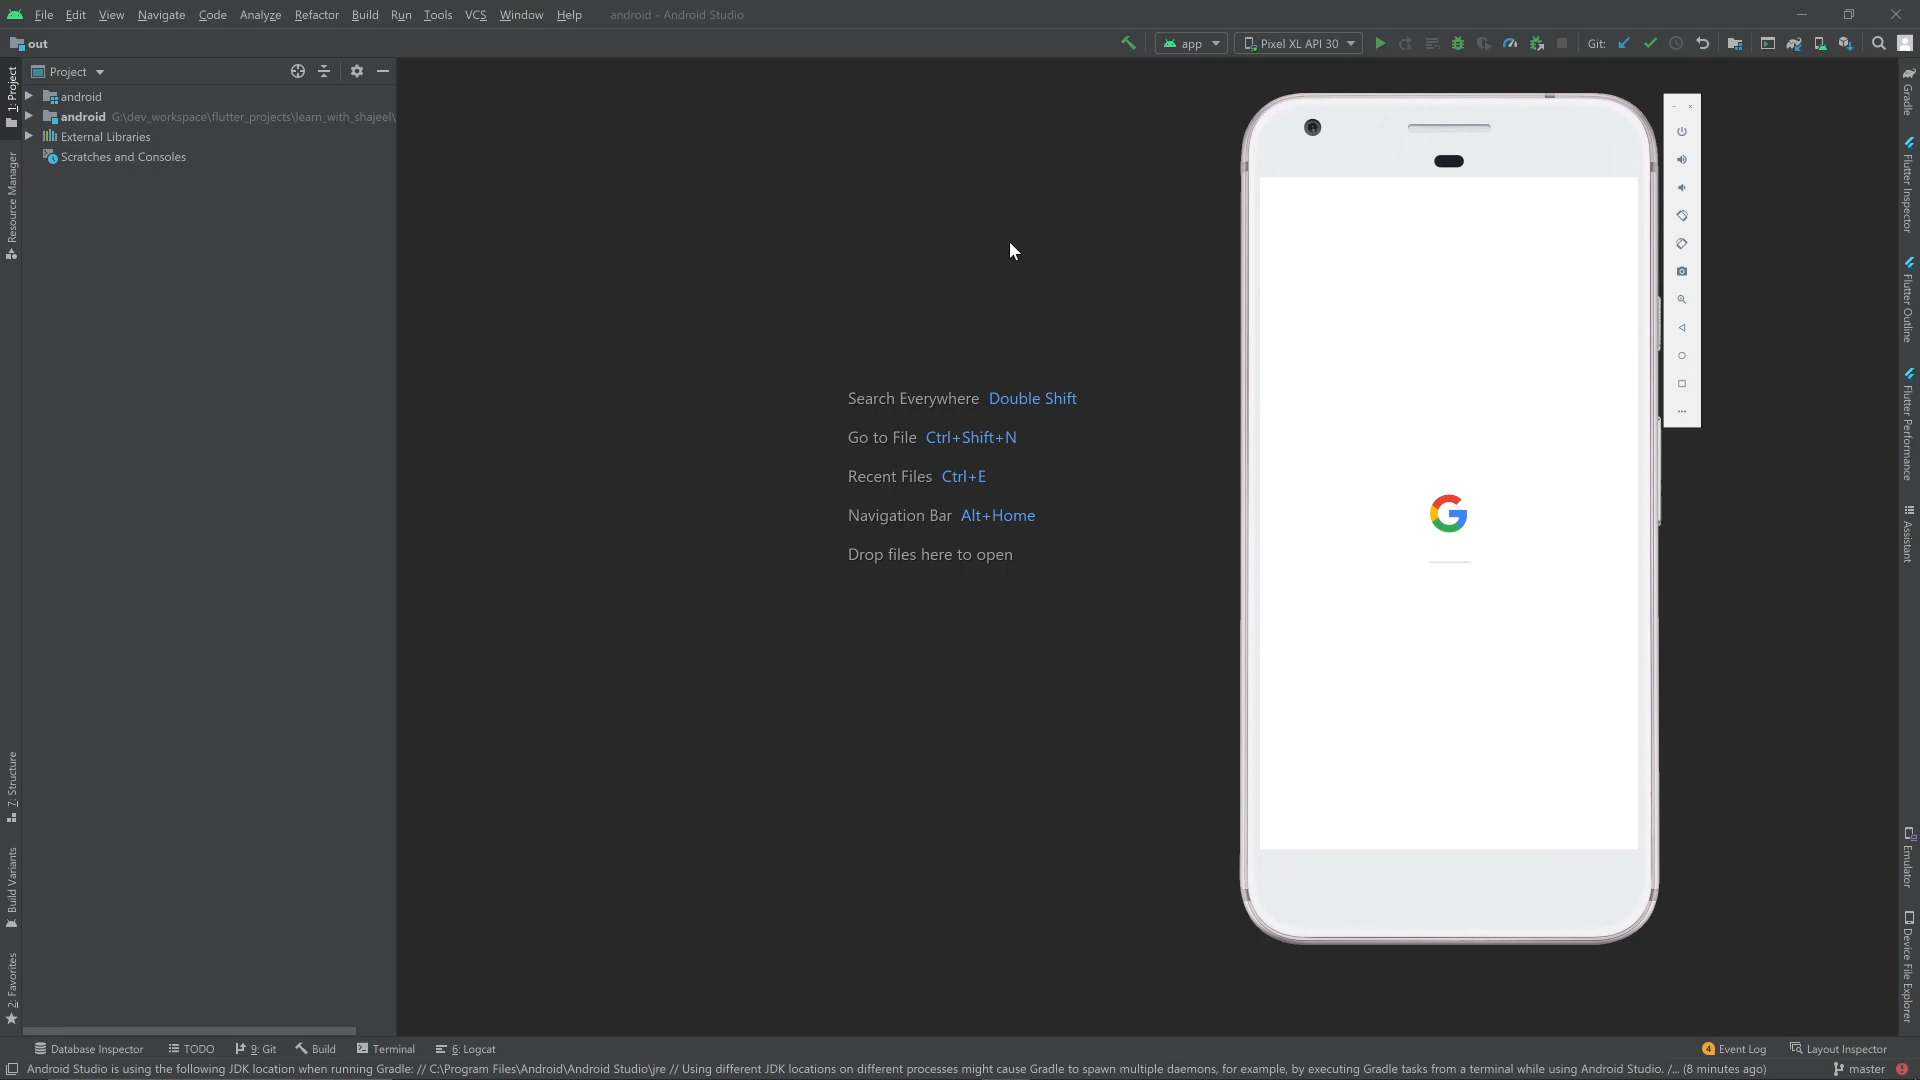 File Edit View Navigate Code Analyze Refactor Build Run Tools VCS Window Help android - Android Studio
out
app
Pixel XL API 30
Git:
1: Project
Resource Manager
7: Structure
Build Variants
2: Favorites
Project
android
android G:\dev_workspace\flutter_projects\learn_with_shajeel\
External Libraries
Scratches and Consoles
Search Everywhere Double Shift
Go to File Ctrl+Shift+N
Recent Files Ctrl+E
Navigation Bar Alt+Home
Drop files here to open
G
Gradle
Flutter Inspector
Flutter Outline
Flutter Performance
Assistant
Emulator
Device File Explorer
Database Inspector TODO 9: Git Build Terminal 6: Logcat
4 Event Log Layout Inspector
Android Studio is using the following JDK location when running Gradle: // C:\Program Files\Android\Android Studio\jre // Using different JDK locations on different processes might cause Gradle to spawn multiple daemons, for example, by executing Gradle tasks from a terminal while using Android Studio. /... (8 minutes ago)
master